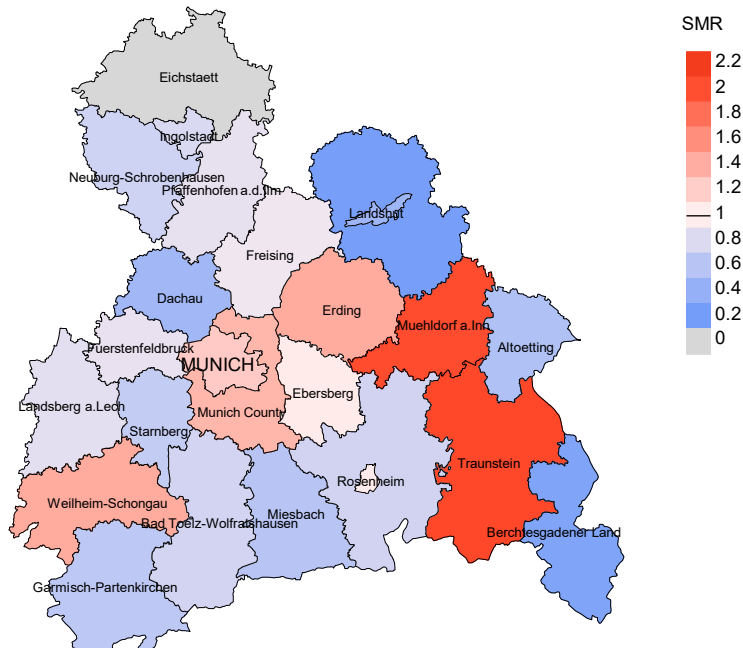 SMR
2.2
2
1.8
1.6
1.4
1.2
1
0.8
0.6
0.4
0.2
0
Eichstaett
Ingolstadt
Neuburg-Schrobenhausen
Pfaffenhofen a.d.Ilm
Landshut
Freising
Dachau
Erding
Muehldorf a.Inn
Altoetting
Fuerstenfeldbruck
MUNICH
Ebersberg
Landsberg a.Lech
Munich County
Starnberg
Traunstein
Rosenheim
Weilheim-Schongau
Miesbach
Bad Toelz-Wolfratshausen
Berchtesgadener Land
Garmisch-Partenkirchen